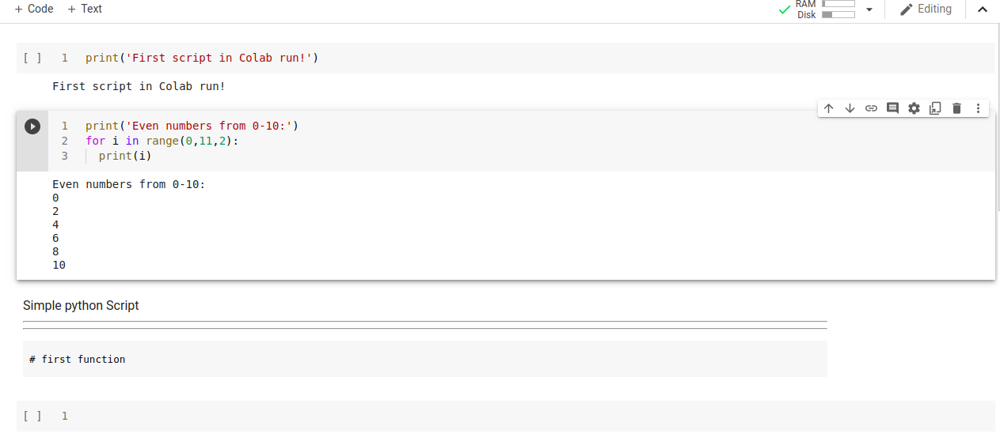 + Code + Text
RAM
Disk
Editing
[ ] 1 print('First script in Colab run!')
First script in Colab run!
1 print('Even numbers from 0-10:')
2 for i in range(0,11,2):
3 print(i)
Even numbers from 0-10:
0
2
4
6
8
10
Simple python Script
# first function
[ ] 1